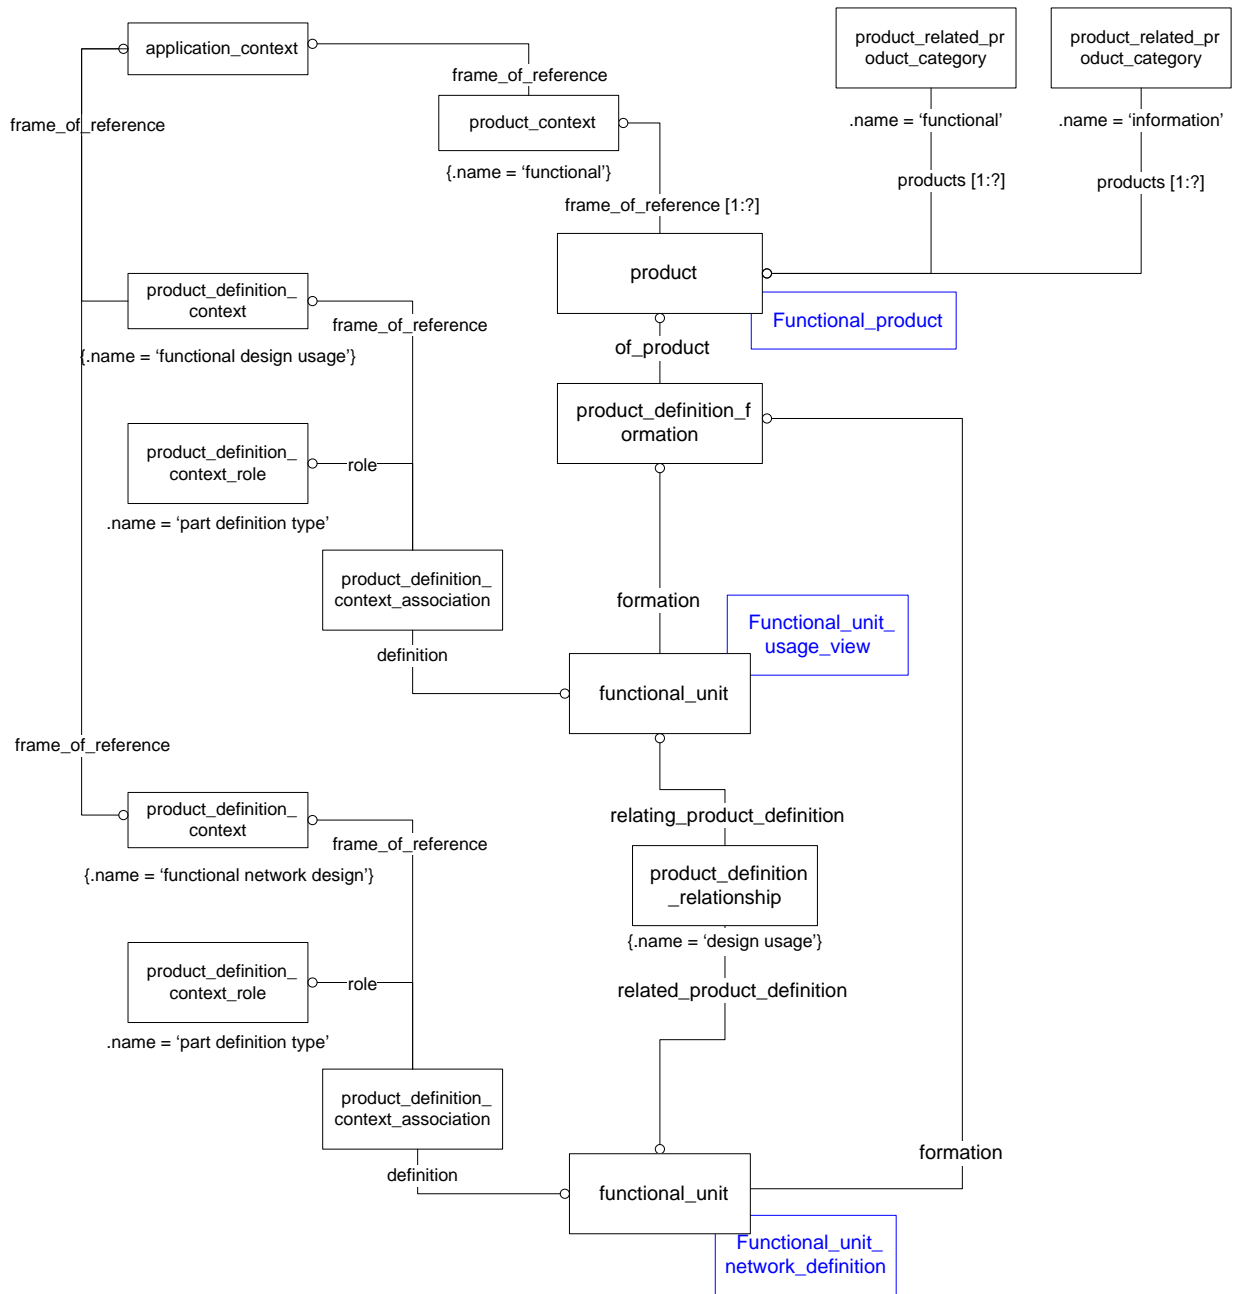 product_related_pr
oduct_category
product_related_pr
oduct_category
application_context
frame_of_reference
product_context
.name = ‘functional’
.name = ‘information’
frame_of_reference
{.name = ‘functional’}
products [1:?]
products [1:?]
frame_of_reference [1:?]
product
product_definition_
context
Functional_product
frame_of_reference
of_product
{.name = ‘functional design usage’}
product_definition_f
ormation
product_definition_
context_role
role
.name = ‘part definition type’
product_definition_
context_association
formation
Functional_unit_
usage_view
definition
functional_unit
frame_of_reference
product_definition_
context
relating_product_definition
frame_of_reference
{.name = ‘functional network design’}
product_definition
_relationship
{.name = ‘design usage’}
product_definition_
context_role
role
related_product_definition
.name = ‘part definition type’
product_definition_
context_association
formation
definition
functional_unit
Functional_unit_
network_definition